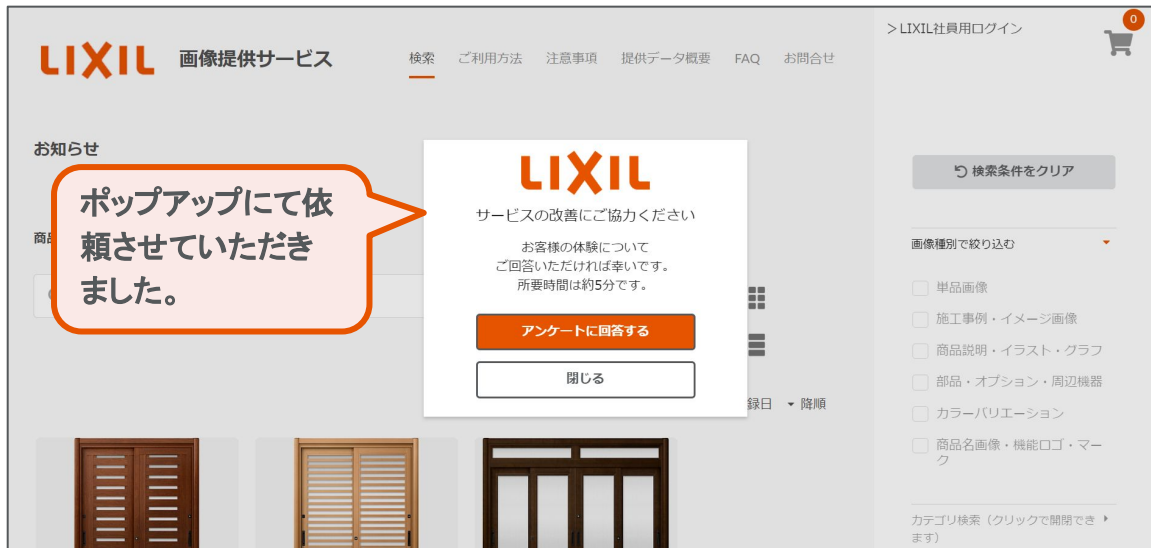 LIXIL 画像提供サービス
検索 ご利用方法 注意事項 提供データ概要 FAQ お問合せ
＞LIXIL社員用ログイン
0
お知らせ
ポップアップにて依
頼させていただき
ました。
LIXIL
サービスの改善にご協力ください
お客様の体験について
ご回答いただければ幸いです。
所要時間は約5分です。
アンケートに回答する
閉じる
降順
検索条件をクリア
画像種別で絞り込む
単品画像
施工事例・イメージ画像
商品説明・イラスト・グラフ
部品・オプション・周辺機器
カラーバリエーション
商品名画像・機能ロゴ・マー
ク
カテゴリ検索（クリックで開閉でき
ます）